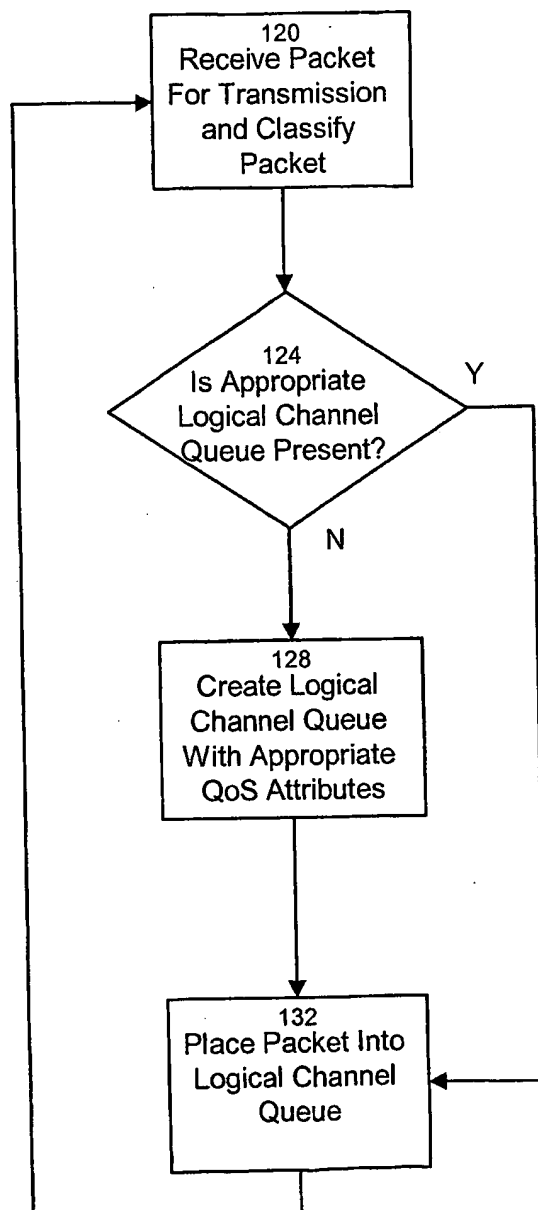 120
Receive Packet
For Transmission
and Classify
Packet
124
Is Appropriate
Logical Channel
Queue Present?
Y
N
128
Create Logical
Channel Queue
With Appropriate
QoS Attributes
132
Place Packet Into
Logical Channel
Queue